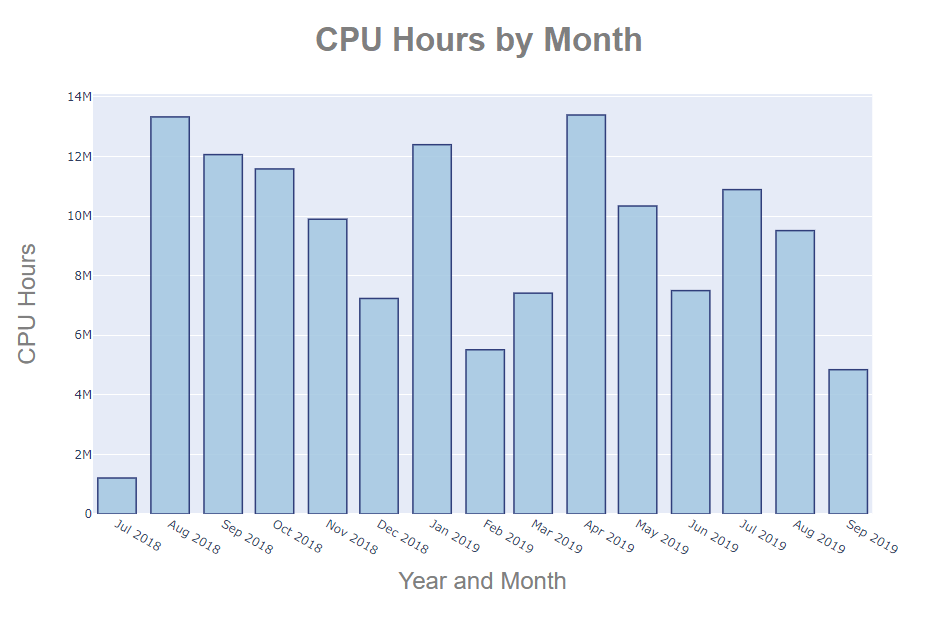 CPU Hours by Month
14M
12M
10M
8M
6M
4M
2M
0
CPU Hours
Jul 2018
Aug 2018
Sep 2018
Oct 2018
Nov 2018
Dec 2018
Jan 2019
Feb 2019
Mar 2019
Apr 2019
May 2019
Jun 2019
Jul 2019
Aug 2019
Sep 2019
Year and Month